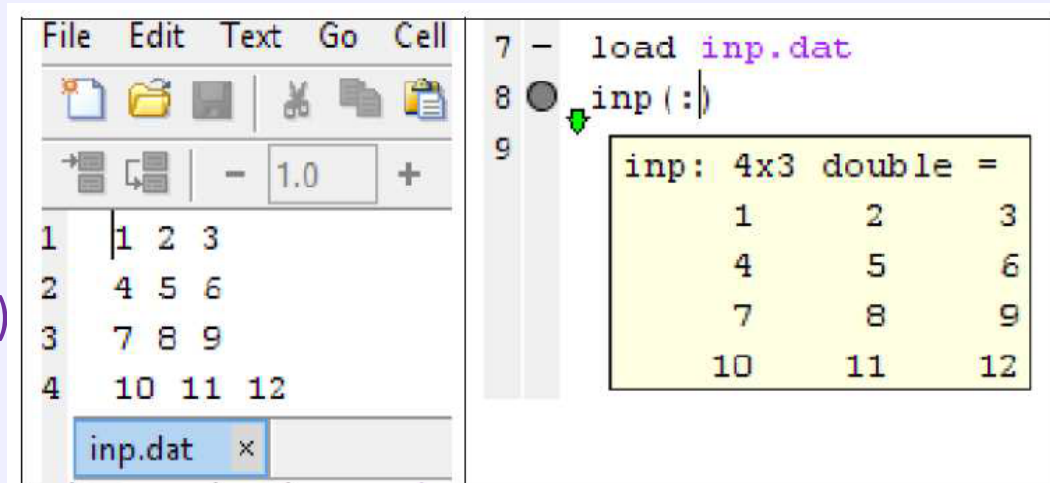 File Edit Text Go Cell
- 1.0 +
1 1 2 3
2 4 5 6
3 7 8 9
4 10 11 12
inp.dat ×
)
7 – load inp.dat
8 inp(:)
9
inp: 4x3 double =
1 2 3
4 5 6
7 8 9
10 11 12